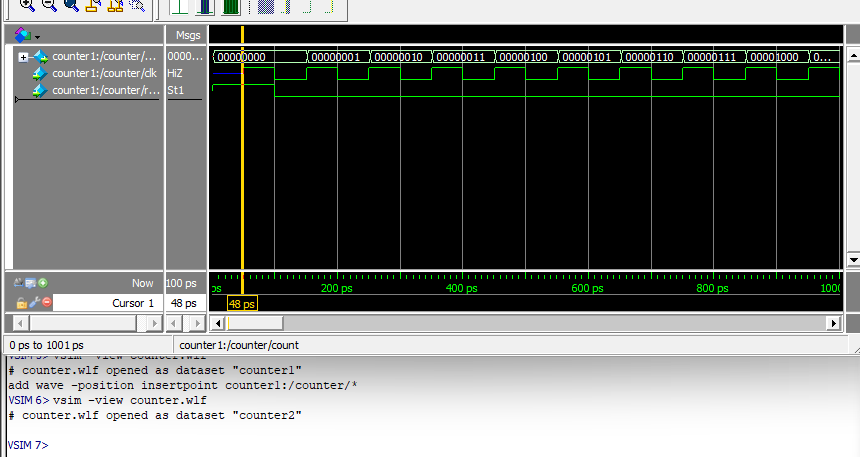 Msgs
counter1:/counter/... 0000... 00000000 00000001 00000010 00000011 00000100 00000101 00000110 00000111 00001000 0...
counter1:/counter/clk HiZ
counter1:/counter/r... St1
Now 100 ps ps 200 ps 400 ps 600 ps 800 ps 1000
Cursor 1 48 ps 48 ps
0 ps to 1001 ps counter1:/counter/count
VSIM 5> vsim -view counter.wlf
# counter.wlf opened as dataset "counter1"
add wave -position insertpoint counter1:/counter/*
VSIM 6> vsim -view counter.wlf
# counter.wlf opened as dataset "counter2"
VSIM 7>